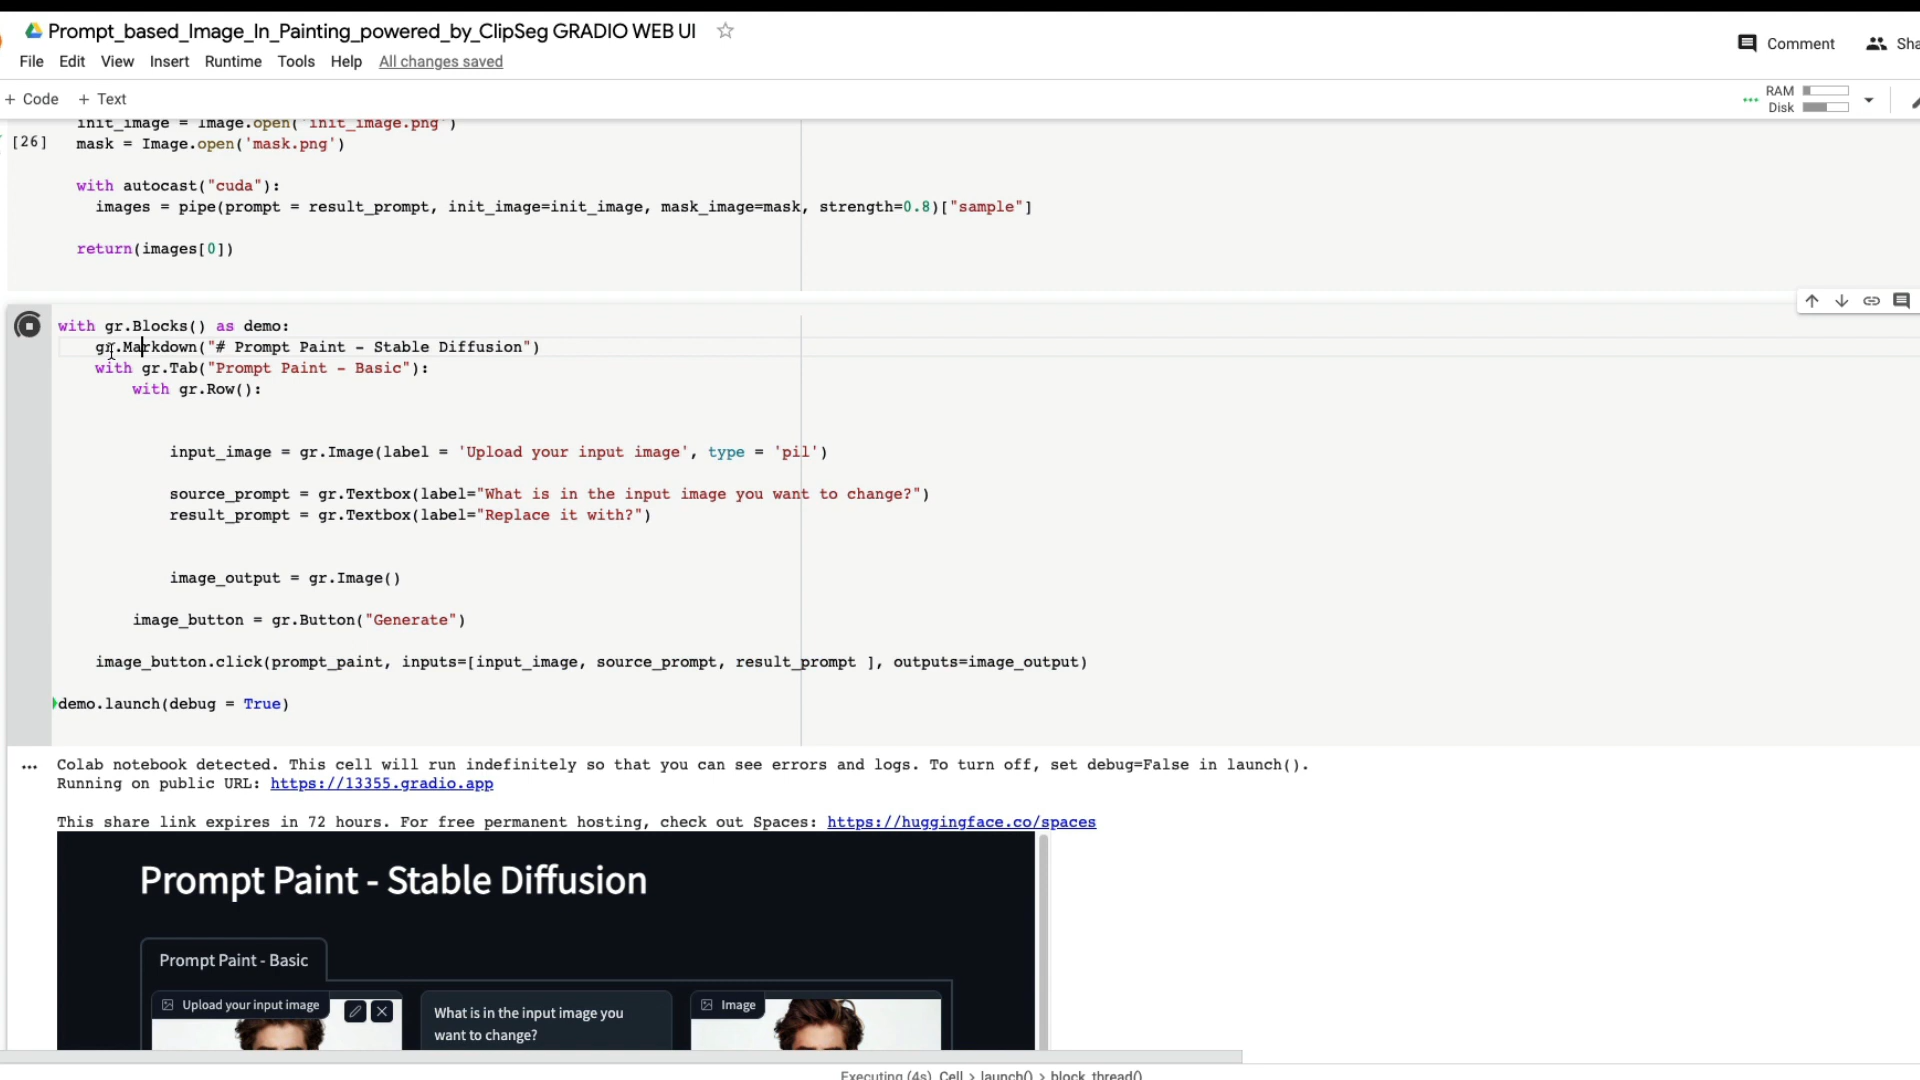 Prompt_based_Image_In_Painting_powered_by_ClipSeg GRADIO WEB UI
Comment
File Edit View Insert Runtime Tools Help All changes saved
+ Code + Text
RAM
Disk
init_image = Image.open('init_image.png')
[26]
mask = Image.open('mask.png')
with autocast("cuda"):
images = pipe(prompt = result_prompt, init_image=init_image, mask_image=mask, strength=0.8)["sample"]
return(images[0])
with gr.Blocks() as demo:
gr.Markdown("# Prompt Paint - Stable Diffusion")
with gr.Tab("Prompt Paint - Basic"):
with gr.Row():
input_image = gr.Image(label = 'Upload your input image', type = 'pil')
source_prompt = gr.Textbox(label="What is in the input image you want to change?")
result_prompt = gr.Textbox(label="Replace it with?")
image_output = gr.Image()
image_button = gr.Button("Generate")
image_button.click(prompt_paint, inputs=[input_image, source_prompt, result_prompt ], outputs=image_output)
demo.launch(debug = True)
Colab notebook detected. This cell will run indefinitely so that you can see errors and logs. To turn off, set debug=False in launch().
Running on public URL: https://13355.gradio.app
This share link expires in 72 hours. For free permanent hosting, check out Spaces: https://huggingface.co/spaces
Prompt Paint - Stable Diffusion
Prompt Paint - Basic
Upload your input image
What is in the input image you
want to change?
Image
Executing (4s) Cell > launch() > block_thread()